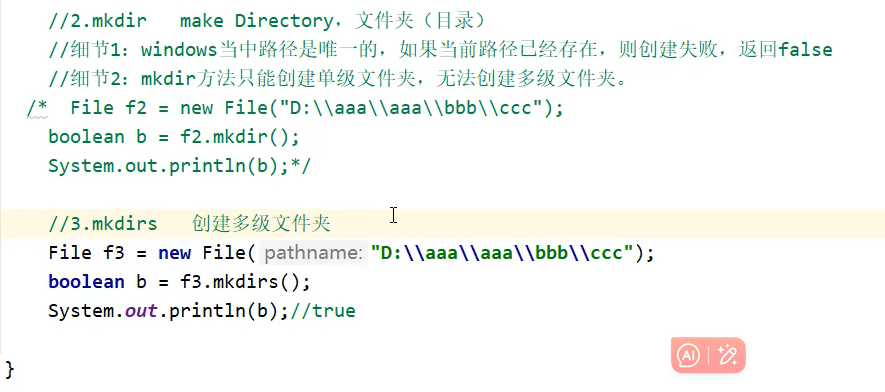 //2.mkdir   make Directory，文件夹（目录）
//细节1：windows当中路径是唯一的，如果当前路径已经存在，则创建失败，返回false
//细节2：mkdir方法只能创建单级文件夹，无法创建多级文件夹。
/*  File f2 = new File("D:\\aaa\\aaa\\bbb\\ccc");
boolean b = f2.mkdir();
System.out.println(b);*/
//3.mkdirs   创建多级文件夹
File f3 = new File( pathname: "D:\\aaa\\aaa\\bbb\\ccc");
boolean b = f3.mkdirs();
System.out.println(b);//true
AI
}